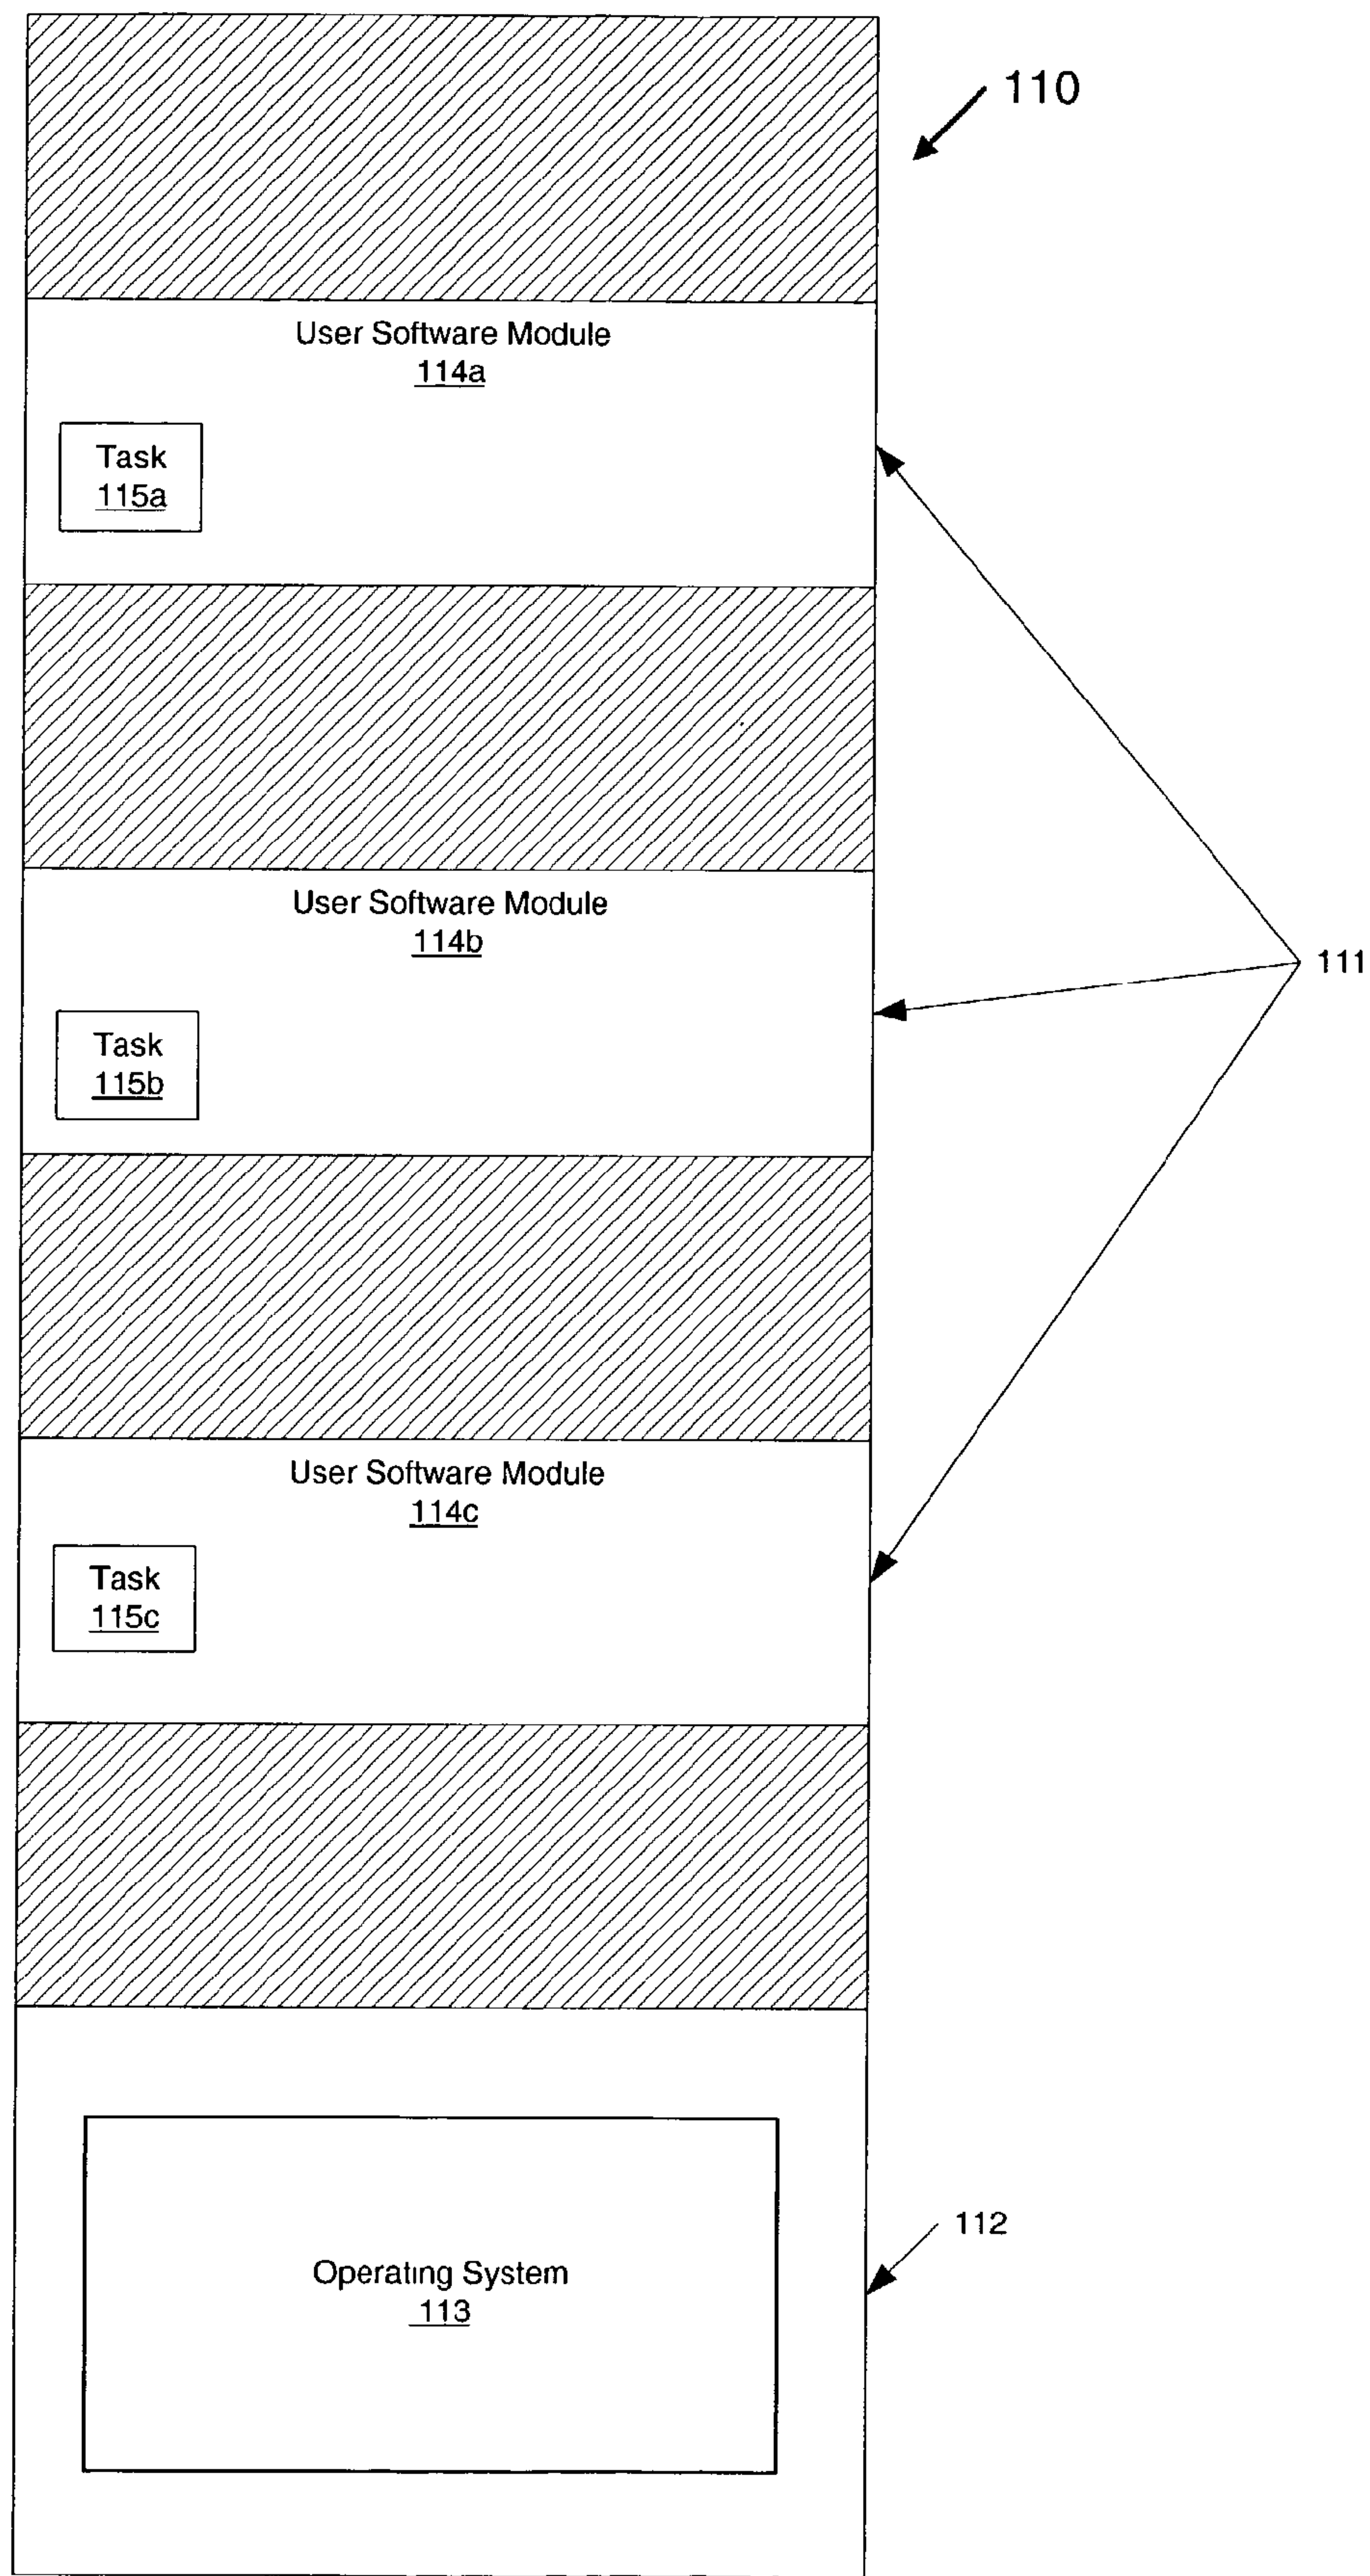 110
User Software Module
114a
Task
115a
User Software Module
114b
111
Task
115b
User Software Module
114c
Task
115c
112
Operating System
113